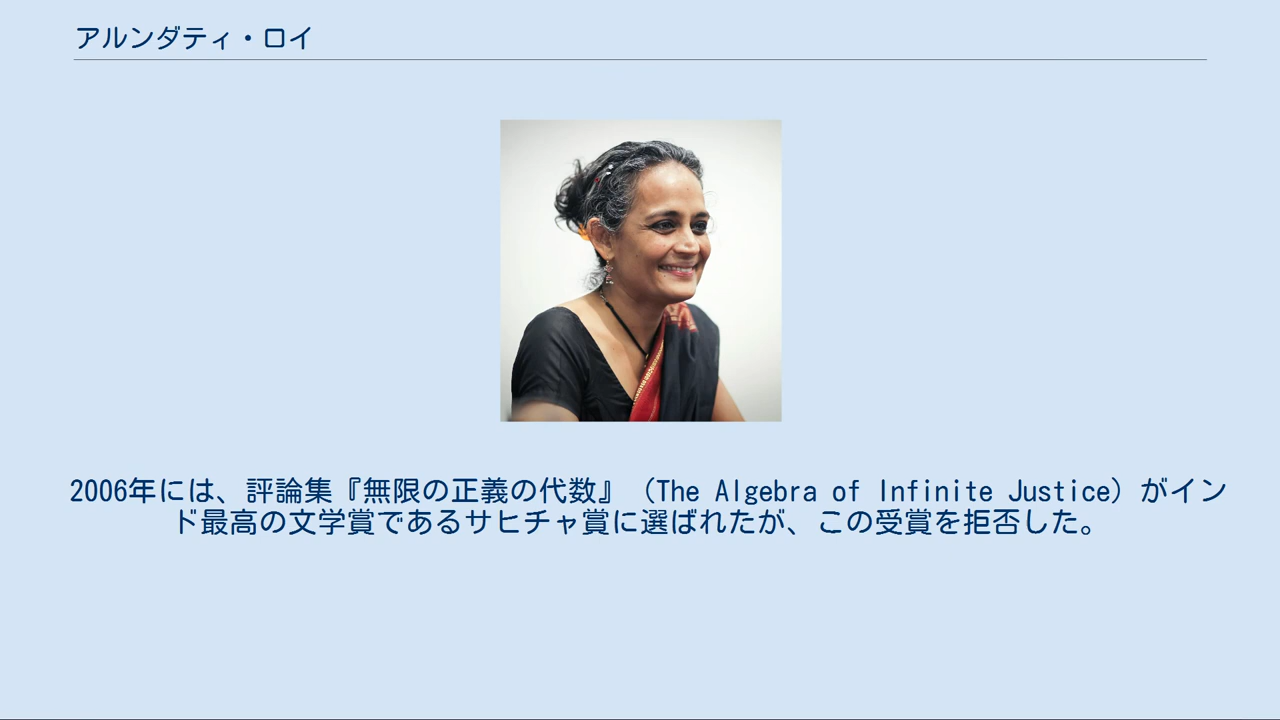 アルンダティ・ロイ
2006年には、評論集『無限の正義の代数』（The Algebra of Infinite Justice）がイン
ド最高の文学賞であるサヒチャ賞に選ばれたが、この受賞を拒否した。